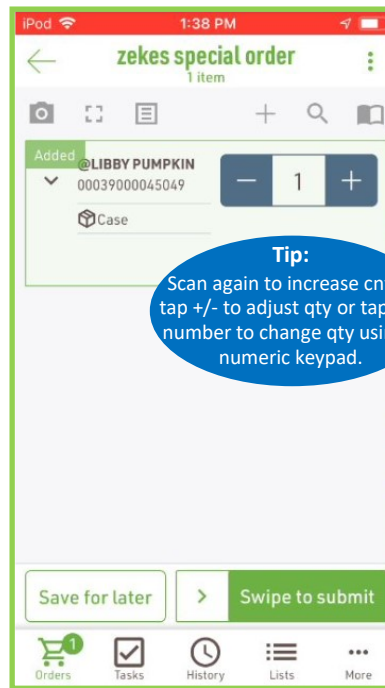 iPod 1:38 PM
zekes special order
1 item
Added
@LIBBY PUMPKIN
00039000045049
1
Case
Tip:
Scan again to increase cn
tap +/- to adjust qty or tap
number to change qty usi
numeric keypad.
Save for later
> Swipe to submit
1
Orders Tasks History Lists More